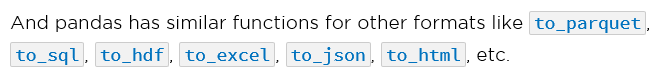 And pandas has similar functions for other formats like to_parquet,
to_sql, to_hdf, to_excel, to_json, to_html, etc.